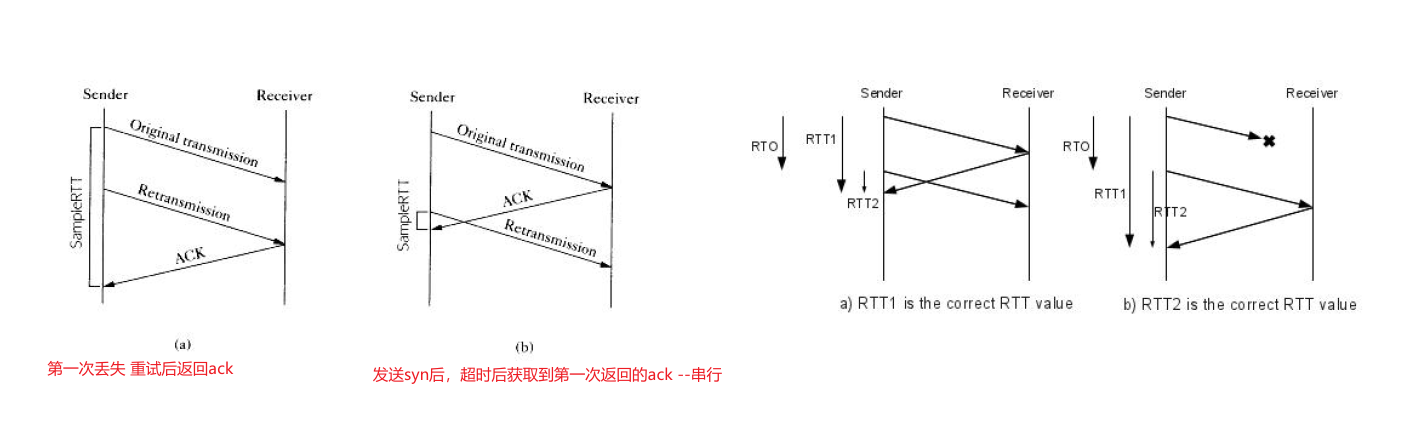 Sender
Receiver
Original transmission
Retransmission
SampleRTT
ACK
(a)
第一次丢失 重试后返回ack
Sender
Receiver
Original transmission
ACK
SampleRTT
Retransmission
(b)
发送syn后，超时后获取到第一次返回的ack --串行
Sender
Receiver
RTO
RTT1
RTT2
a) RTT1 is the correct RTT value
Sender
Receiver
RTO
RTT1
RTT2
b) RTT2 is the correct RTT value